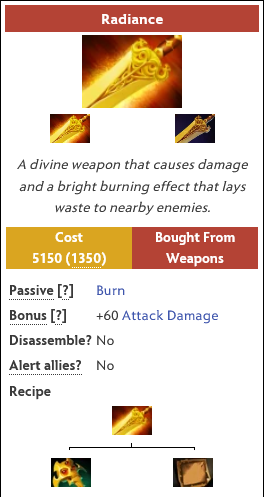 Radiance
A divine weapon that causes damage
and a bright burning effect that lays
waste to nearby enemies.
Cost Bought From
5150 (1350) Weapons
Passive [?] Burn
Bonus [?] +60 Attack Damage
Disassemble? No
Alert allies? No
Recipe